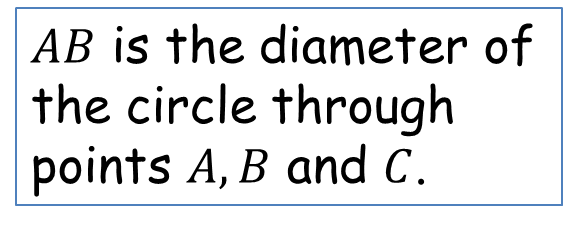 AB is the diameter of
the circle through
points A, B and C.